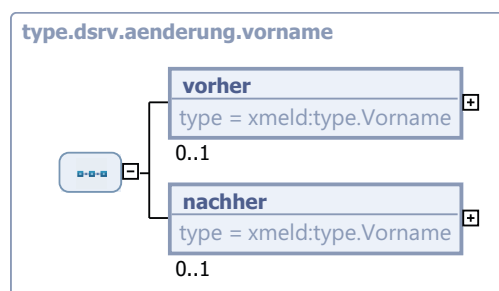 type.dsrv.aenderung.vorname
vorher
type = xmeld:type.Vorname
0..1
nachher
type = xmeld:type.Vorname
0..1